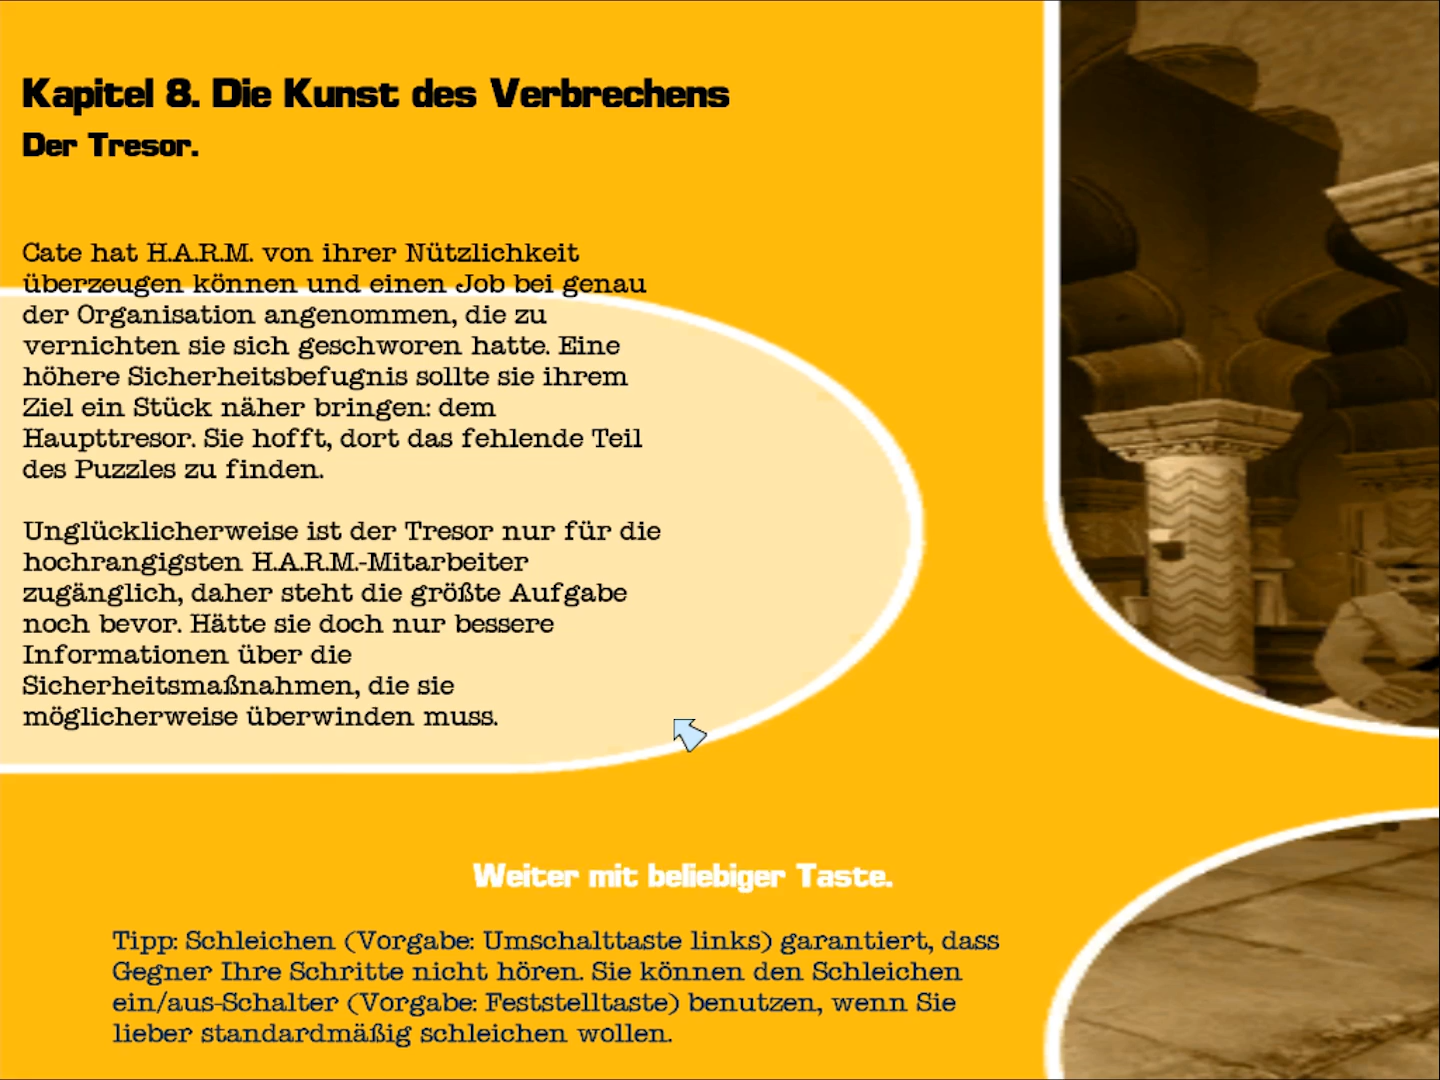 Kapitel 8. Die Kunst des Verbrechens
Der Tresor.
Cate hat H.A.R.M. von ihrer Nützlichkeit
überzeugen können und einen Job bei genau
der Organisation angenommen, die zu
vernichten sie sich geschworen hatte. Eine
höhere Sicherheitsbefugnis sollte sie ihrem
Ziel ein Stück näher bringen: dem
Haupttresor. Sie hofft, dort das fehlende Teil
des Puzzles zu finden.
Unglücklicherweise ist der Tresor nur für die
hochrangigsten H.A.R.M.-Mitarbeiter
zugänglich, daher steht die größte Aufgabe
noch bevor. Hätte sie doch nur bessere
Informationen über die
Sicherheitsmaßnahmen, die sie
möglicherweise überwinden muss.
Weiter mit beliebiger Taste.
Tipp: Schleichen (Vorgabe: Umschalttaste links) garantiert, dass
Gegner Ihre Schritte nicht hören. Sie können den Schleichen
ein/aus-Schalter (Vorgabe: Feststelltaste) benutzen, wenn Sie
lieber standardmäßig schleichen wollen.